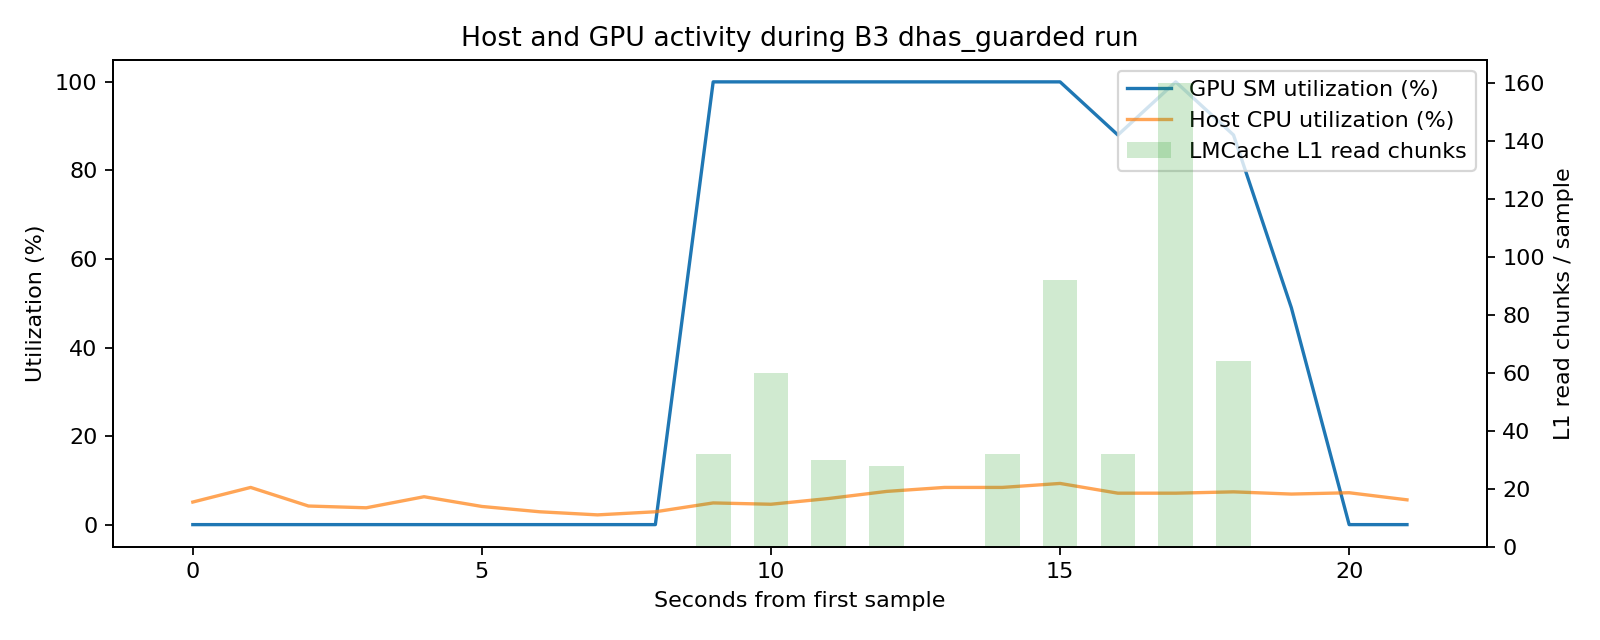 Host and GPU activity during B3 dhas_guarded run
GPU SM utilization (%)
Host CPU utilization (%)
LMCache L1 read chunks
Utilization (%)
100
80
60
40
20
0
L1 read chunks / sample
160
140
120
100
80
60
40
20
0
0 5 10 15 20
Seconds from first sample